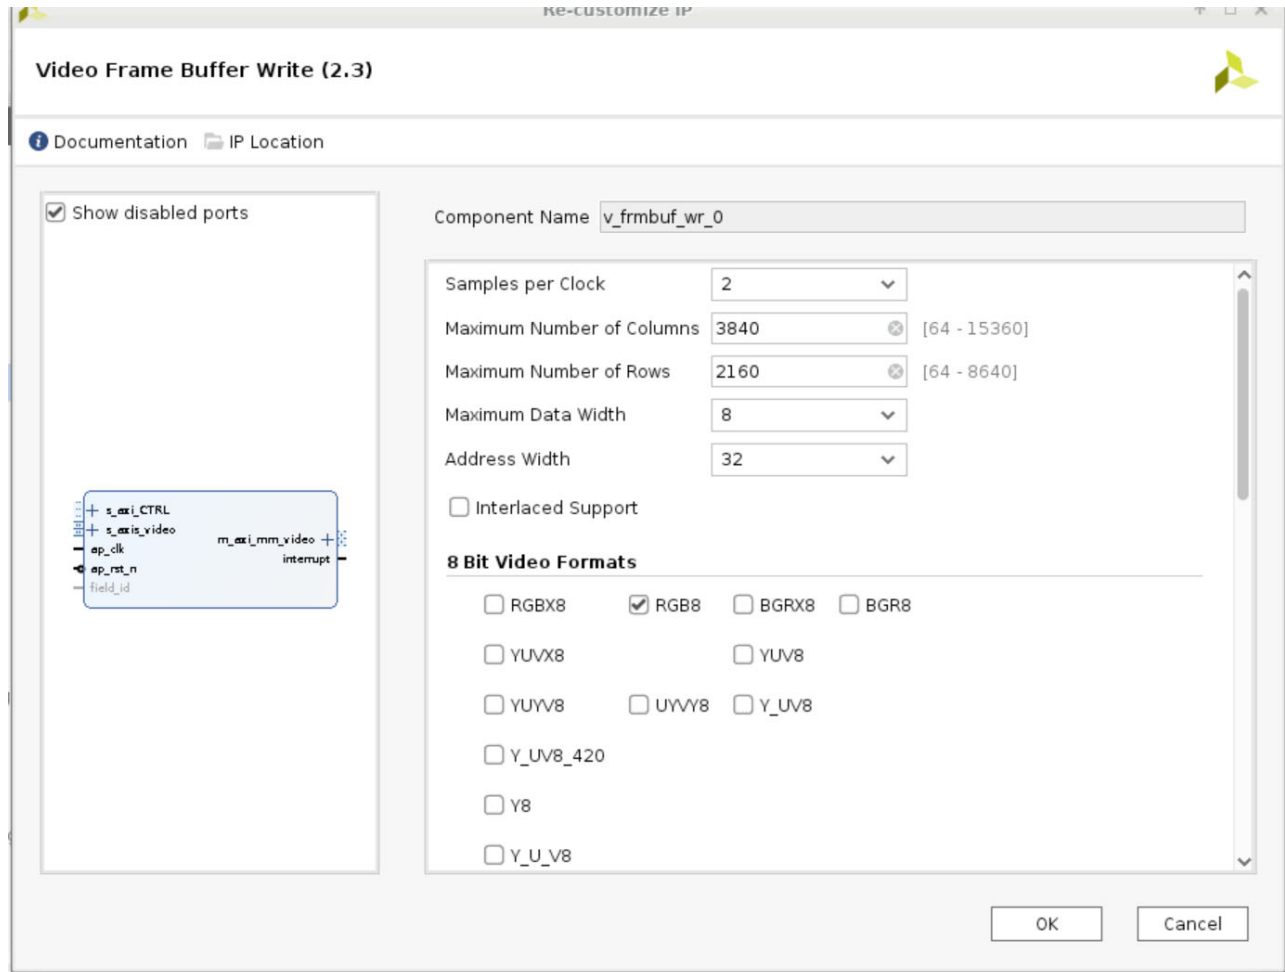 Re-customize IP
Video Frame Buffer Write (2.3)
Documentation IP Location
Show disabled ports
s_axi_CTRL
s_axis_video
ap_clk
ap_rst_n
field_id
m_axi_mm_video
interrupt
Component Name v_frmbuf_wr_0
Samples per Clock 2
Maximum Number of Columns 3840 [64 - 15360]
Maximum Number of Rows 2160 [64 - 8640]
Maximum Data Width 8
Address Width 32
Interlaced Support
8 Bit Video Formats
RGBX8 RGB8 BGRX8 BGR8
YUVX8 YUV8
YUYV8 UYVY8 Y_UV8
Y_UV8_420
Y8
Y_U_V8
OK Cancel